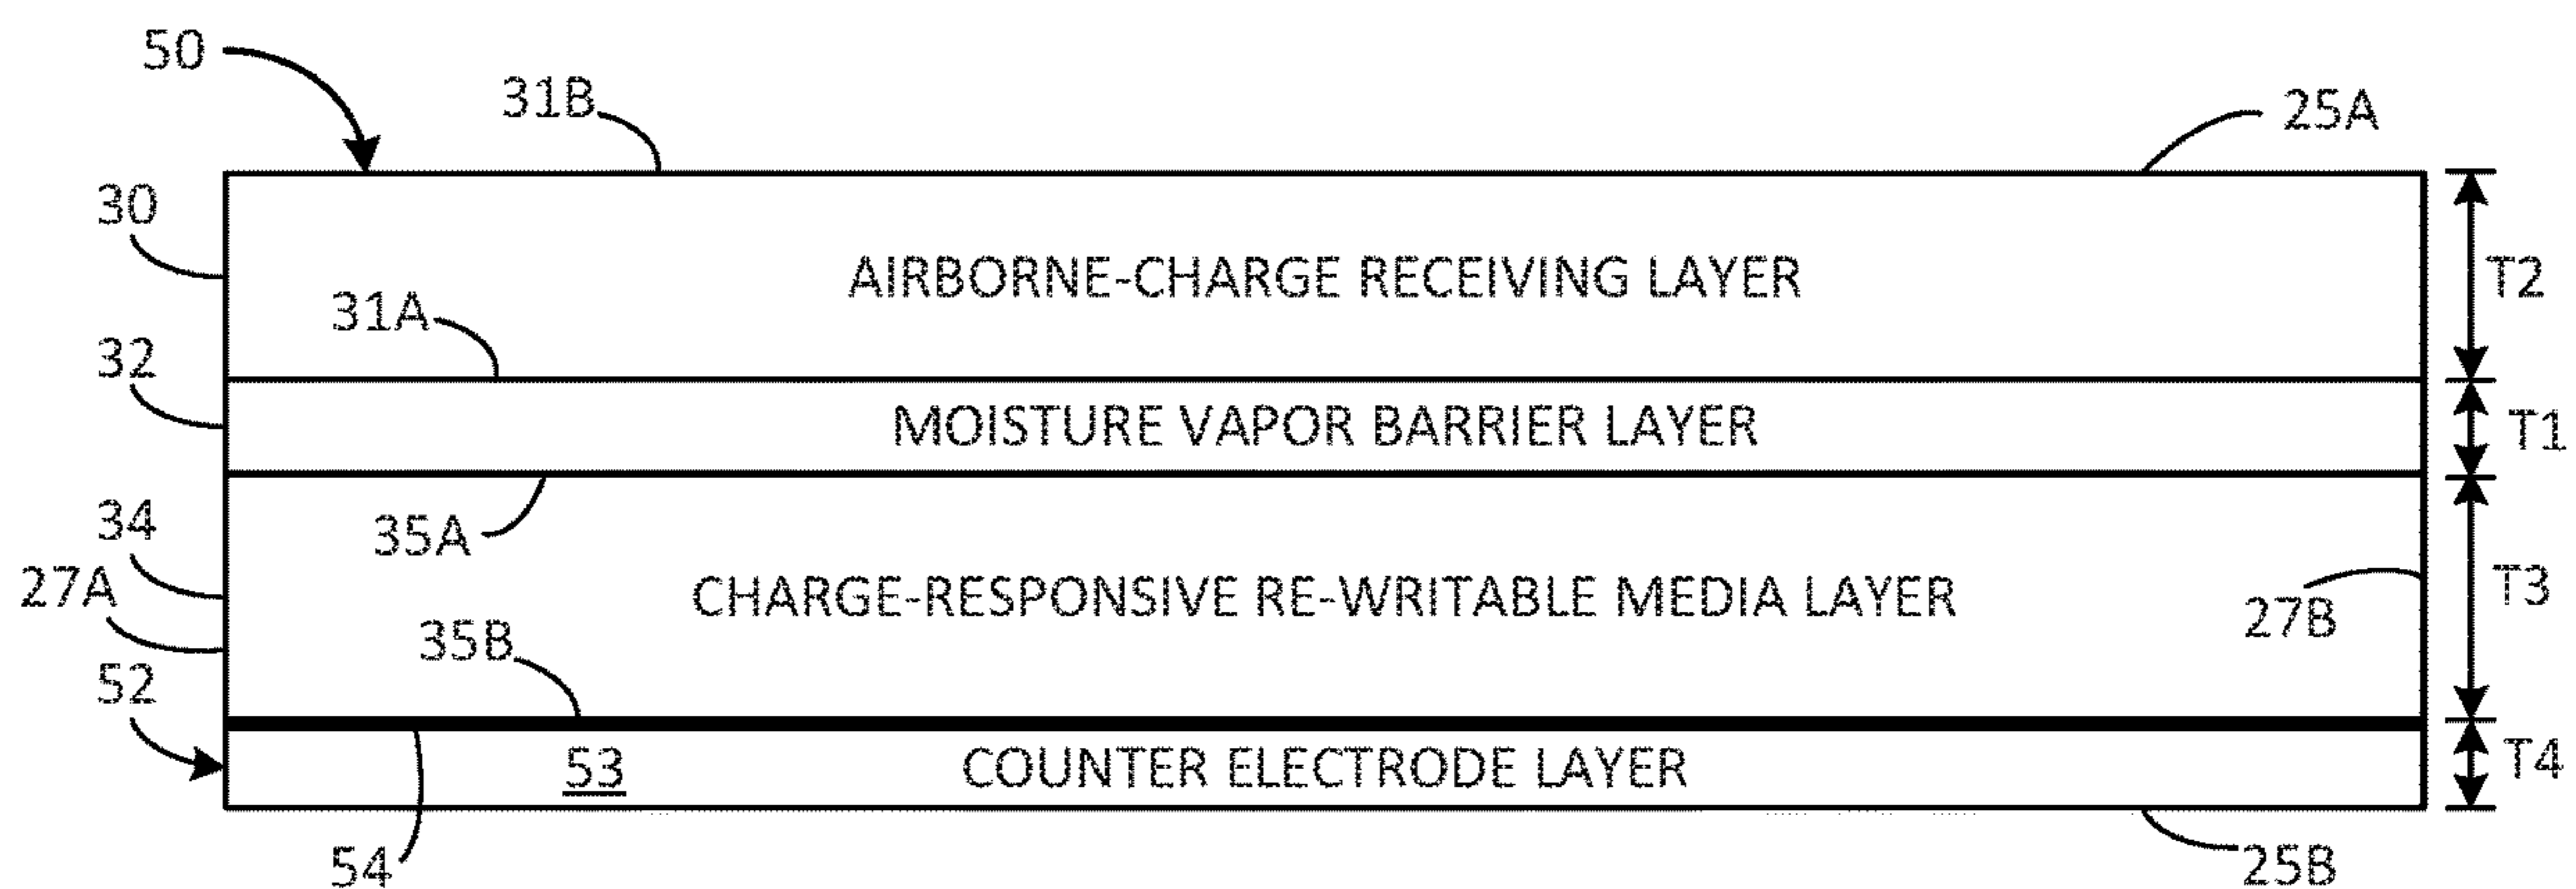 50
31B
25A
30
AIRBORNE-CHARGE RECEIVING LAYER
T2
31A
32
MOISTURE VAPOR BARRIER LAYER
T1
35A
34
27A
CHARGE-RESPONSIVE RE-WRITABLE MEDIA LAYER
T3
27B
35B
52
53
COUNTER ELECTRODE LAYER
T4
54
25B